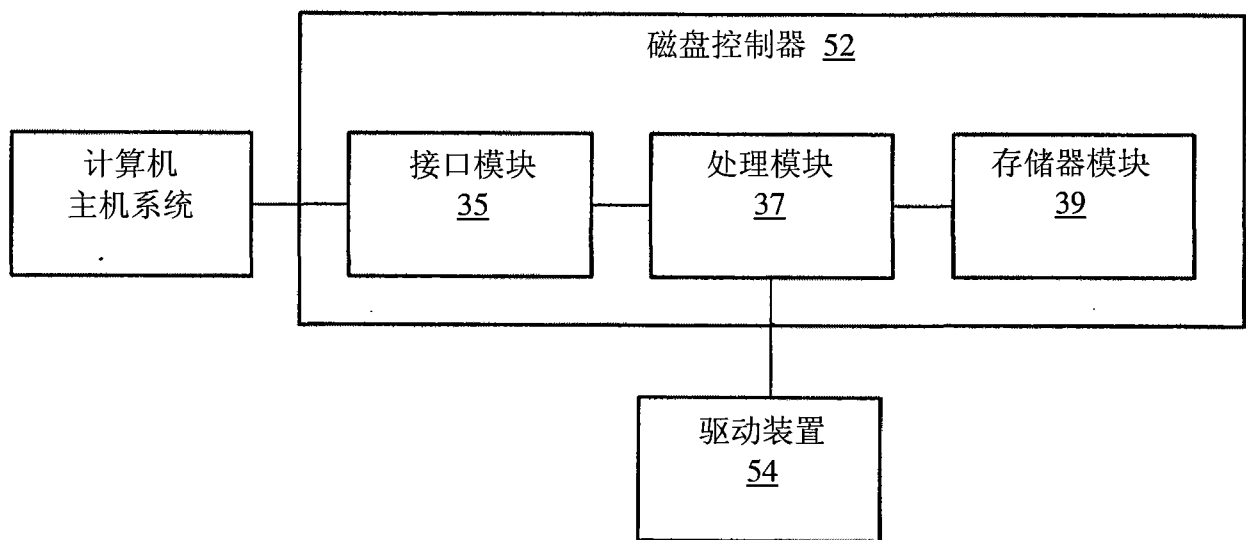 磁盘控制器 52
计算机
主机系统
接口模块
35
处理模块
37
存储器模块
39
驱动装置
54